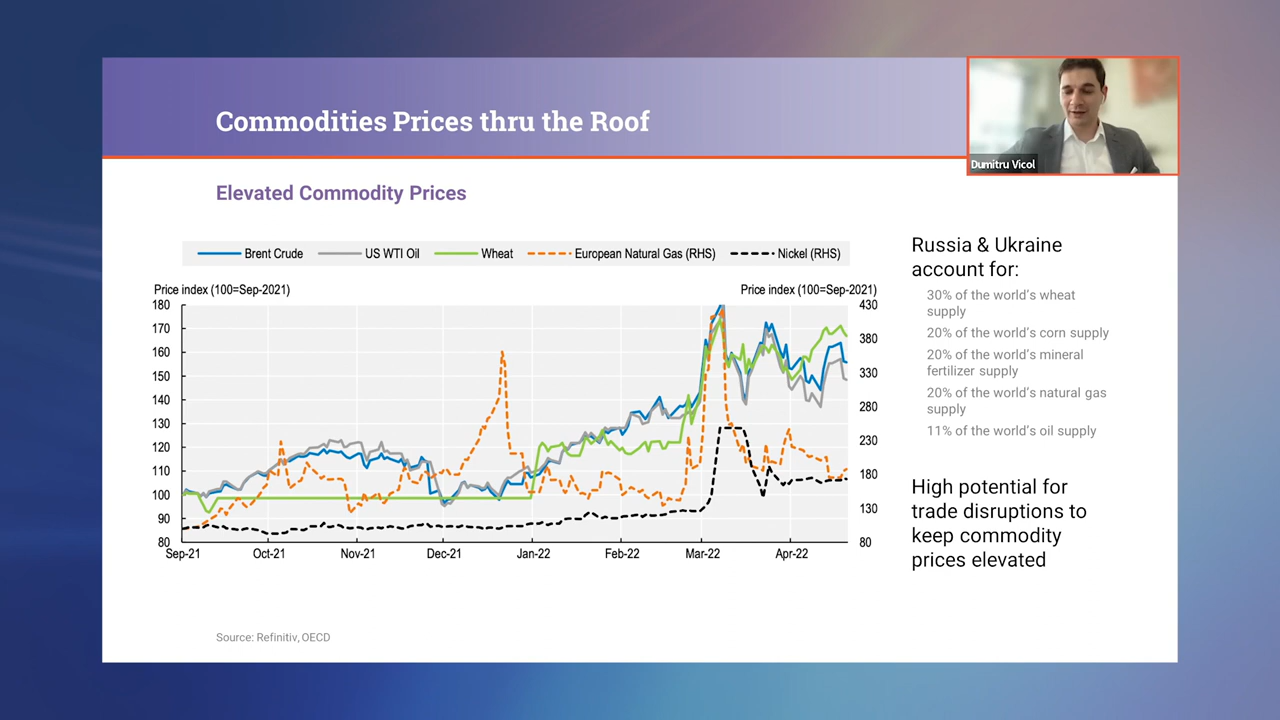 Commodities Prices thru the Roof
Dumitru Vicol
Elevated Commodity Prices
Brent Crude US WTI Oil Wheat European Natural Gas (RHS) Nickel (RHS)
Price index (100=Sep-2021) Price index (100=Sep-2021)
180 430
170 380
160
150 330
140 280
130
120 230
110 180
100
90 130
80 80
Sep-21 Oct-21 Nov-21 Dec-21 Jan-22 Feb-22 Mar-22 Apr-22
Russia & Ukraine
account for:
30% of the world's wheat
supply
20% of the world's corn supply
20% of the world's mineral
fertilizer supply
20% of the world's natural gas
supply
11% of the world's oil supply
High potential for
trade disruptions to
keep commodity
prices elevated
Source: Refinitiv, OECD